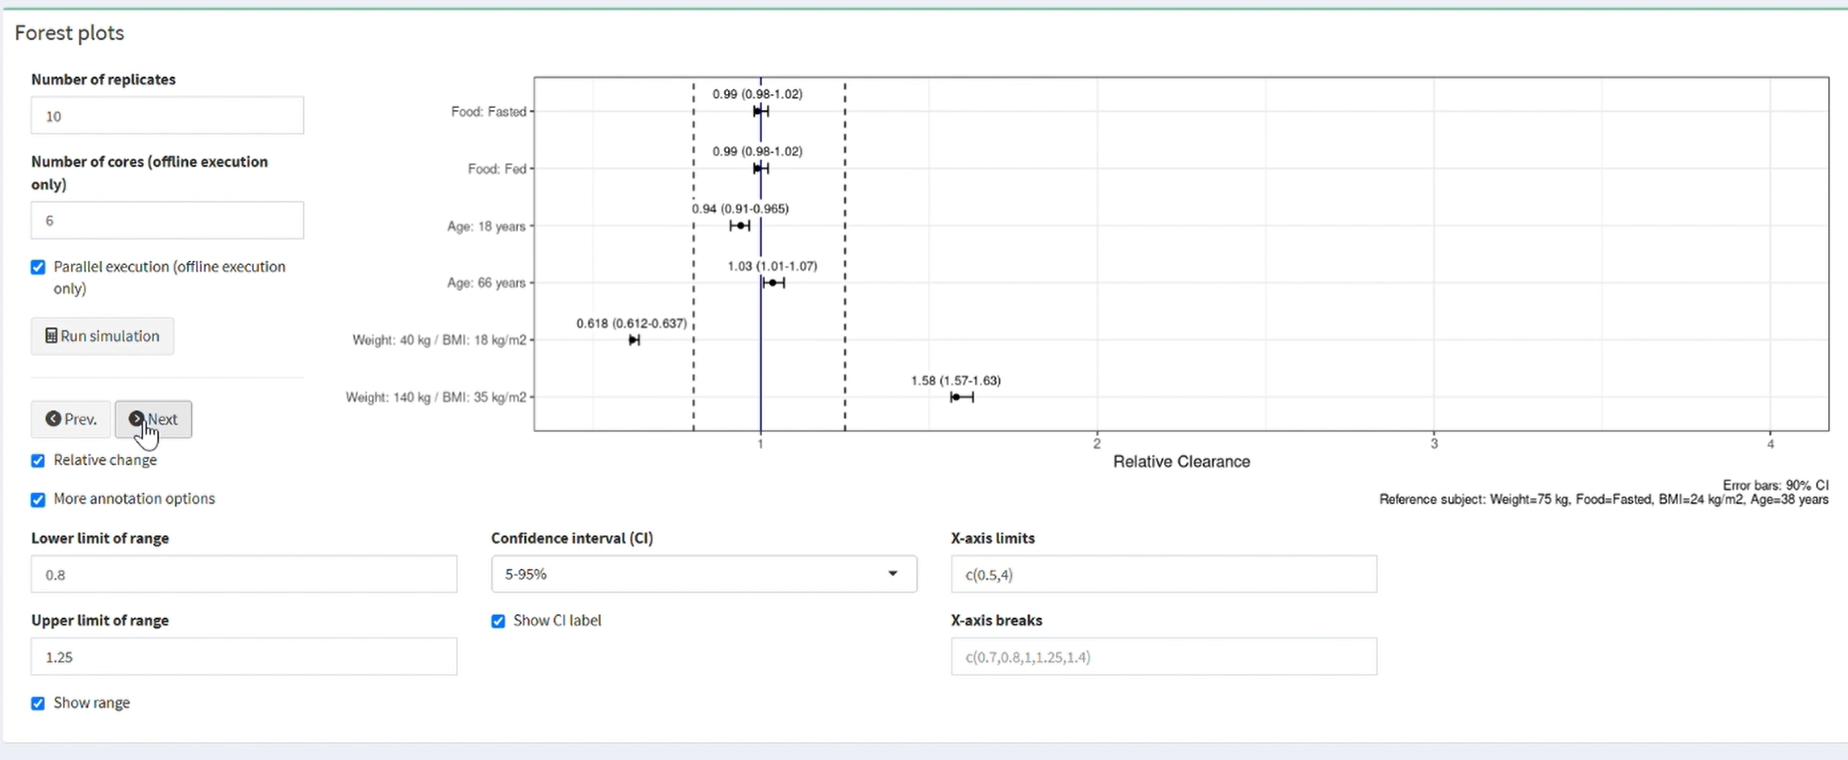 Forest plots
Number of replicates
10
Number of cores (offline execution
only)
6
Parallel execution (offline execution
only)
Run simulation
Prev.
Next
Relative change
More annotation options
Food: Fasted
0.99 (0.98-1.02)
Food: Fed
0.99 (0.98-1.02)
Age: 18 years
0.94 (0.91-0.965)
Age: 66 years
1.03 (1.01-1.07)
Weight: 40 kg / BMI: 18 kg/m2
0.618 (0.612-0.637)
Weight: 140 kg / BMI: 35 kg/m2
1.58 (1.57-1.63)
1 2 3 4
Relative Clearance
Error bars: 90% CI
Reference subject: Weight=75 kg, Food=Fasted, BMI=24 kg/m2, Age=38 years
Lower limit of range
0.8
Upper limit of range
1.25
Show range
Confidence interval (CI)
5-95%
Show CI label
X-axis limits
c(0.5,4)
X-axis breaks
c(0.7,0.8,1,1.25,1.4)